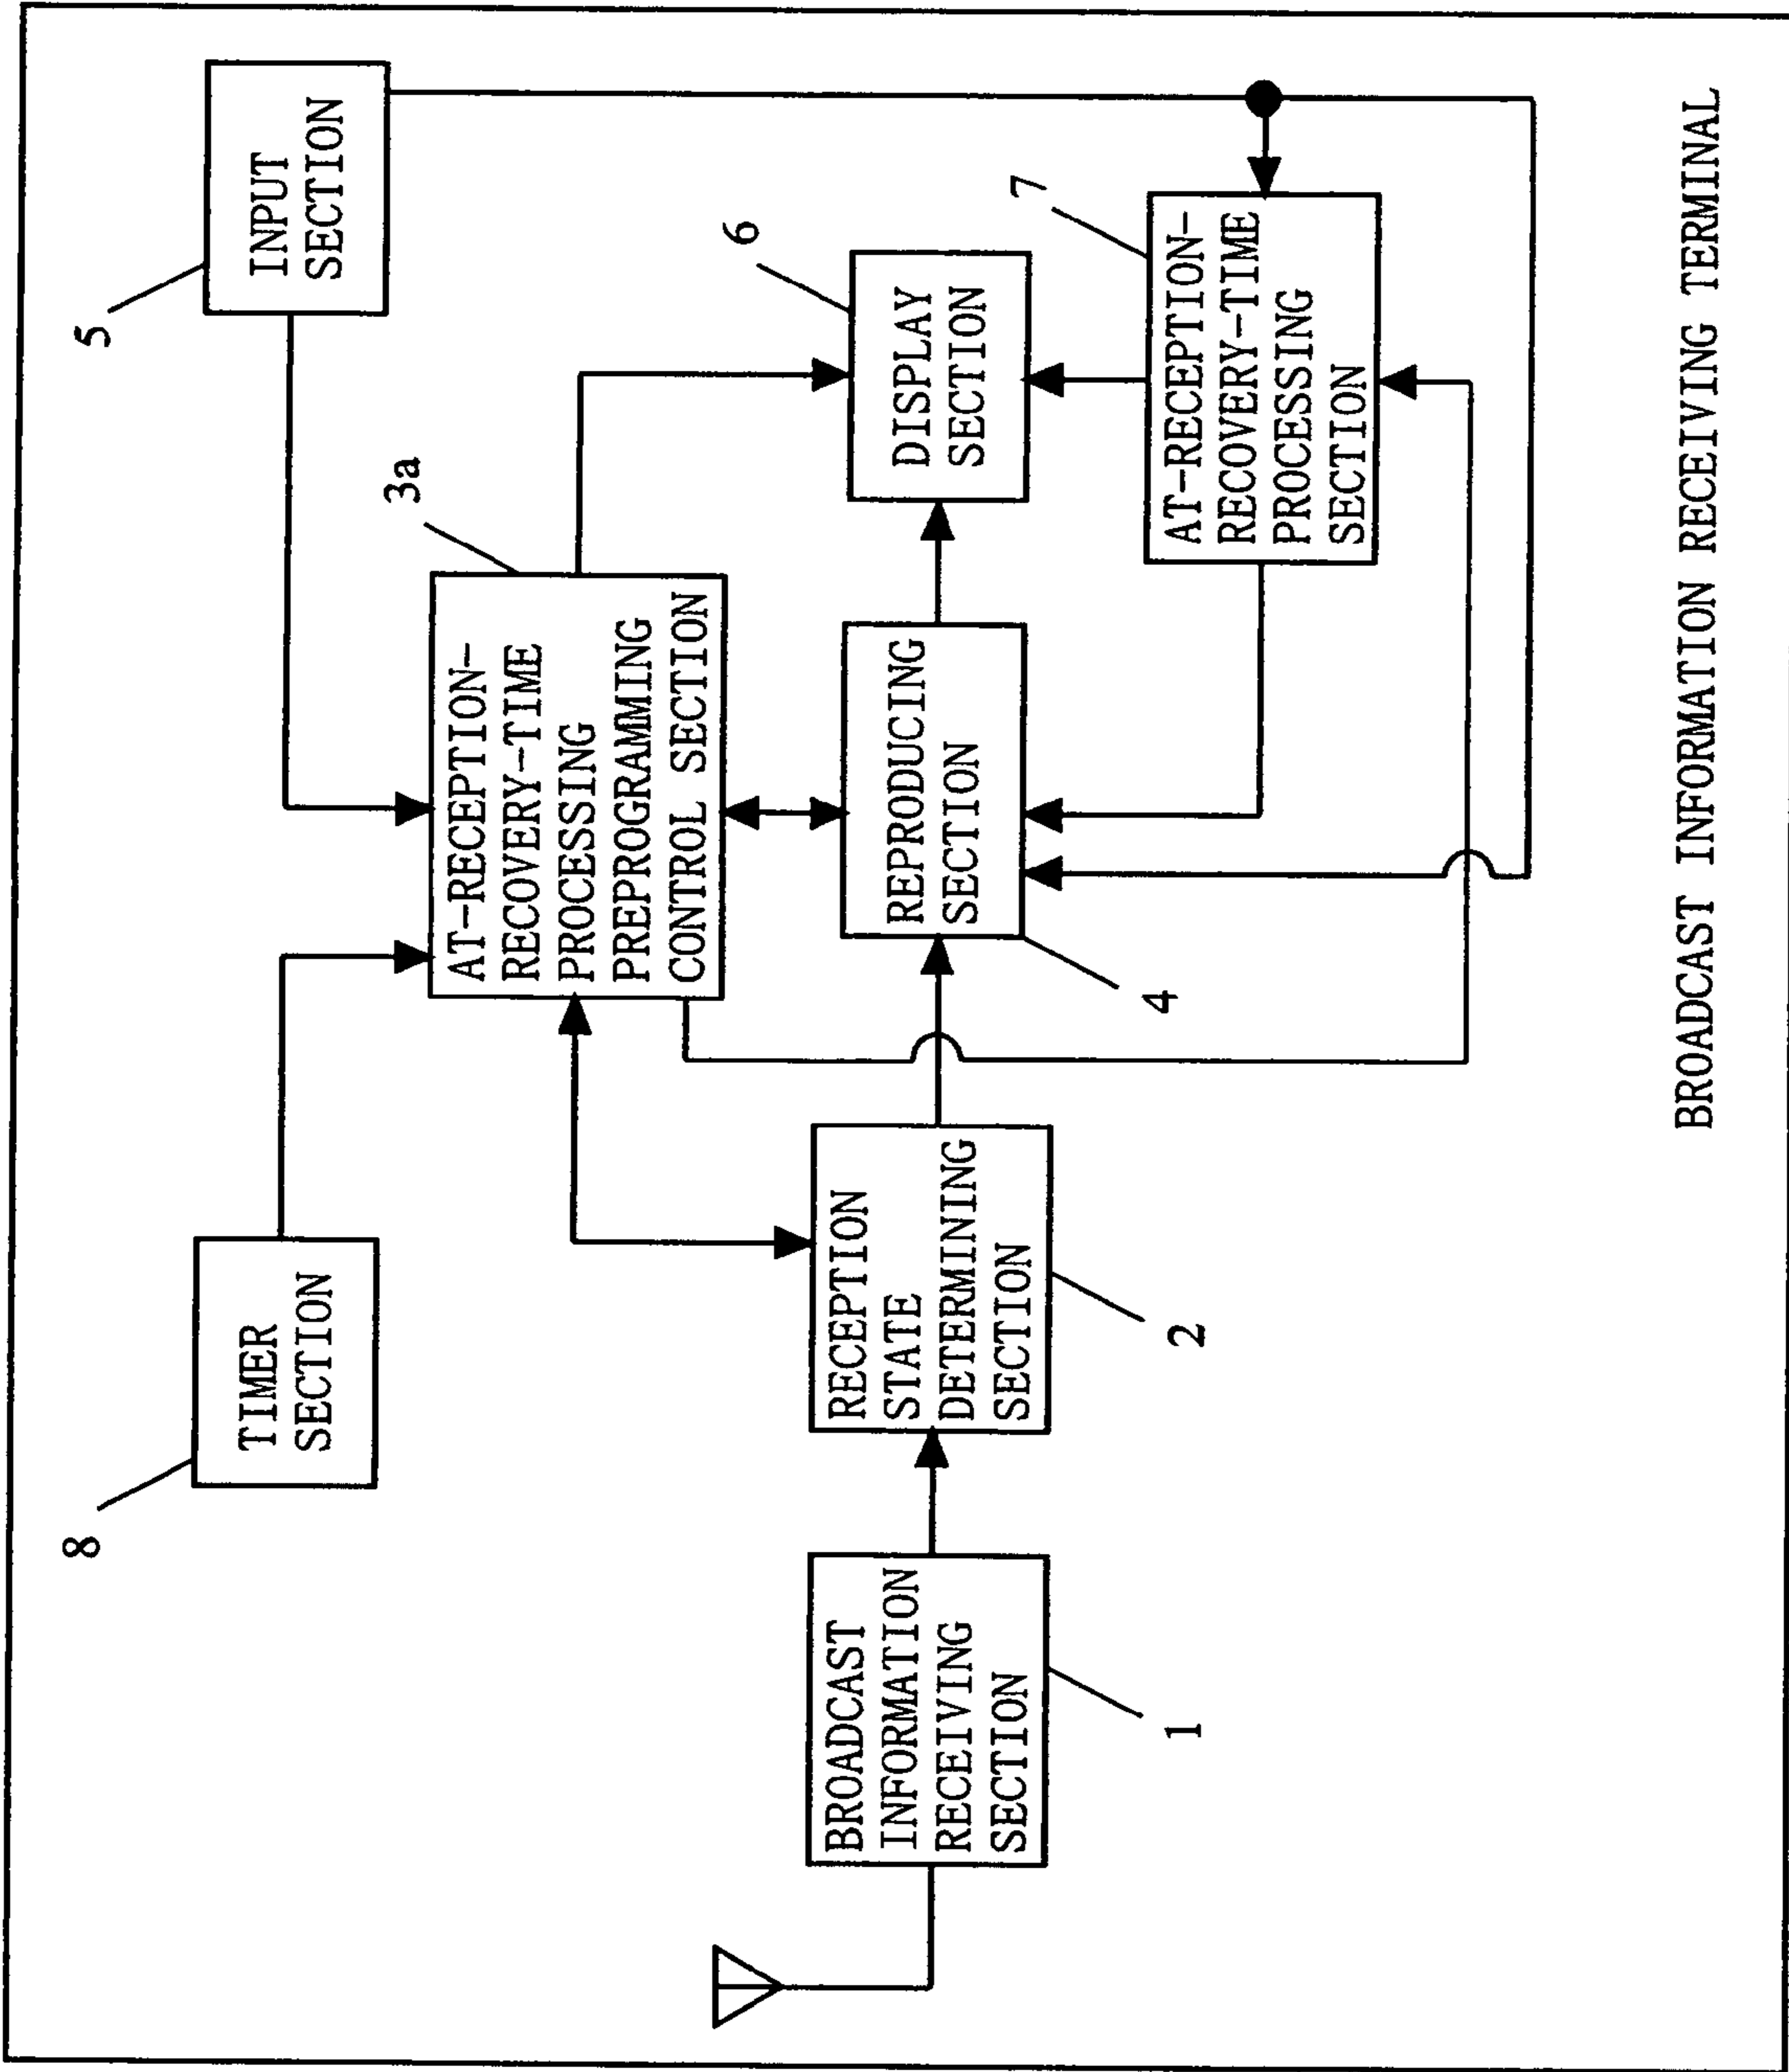 8
TIMER
SECTION
5
INPUT
SECTION
3a
AT-RECEPTION-
RECOVERY-TIME
PROCESSING
PREPROGRAMING
CONTROL SECTION
BROADCAST
INFORMATION
RECEIVING
SECTION
1
RECEPTION
STATE
DETERMINING
SECTION
2
REPRODUCING
SECTION
4
6
DISPLAY
SECTION
7
AT-RECEPTION-
RECOVERY-TIME
PROCESSING
SECTION
BROADCAST INFORMATION RECEIVING TERMINAL